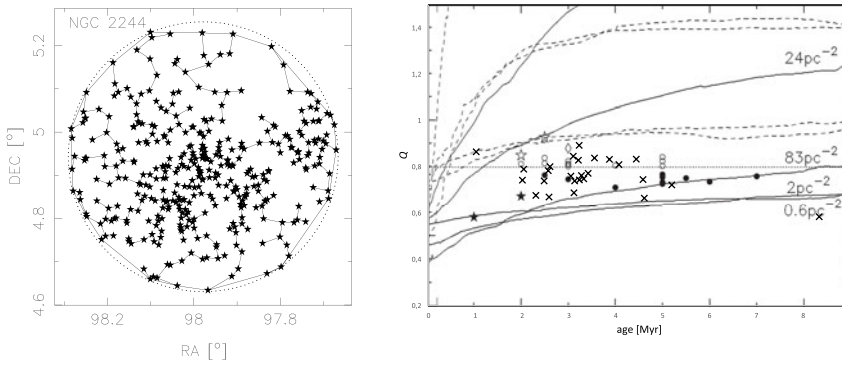 NGC 2244
5.2
5
4.8
4.6
DEC [°]
98.2
98
97.8
RA [°]
1,4
1,2
1
0,8
0,6
0,4
0,2
Q
24pc⁻²
83pc⁻²
2pc⁻²
0.6pc⁻²
0
1
2
3
4
5
6
7
8
age [Myr]